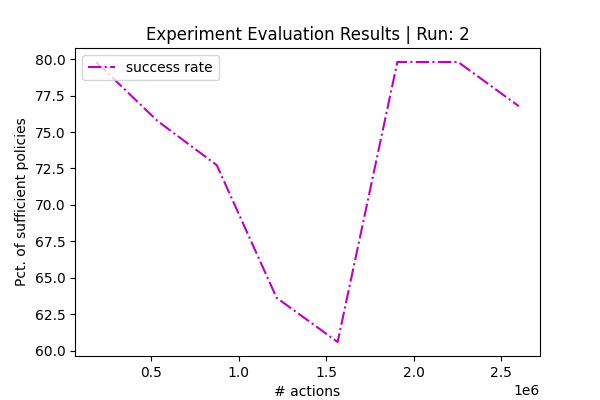 Experiment Evaluation Results | Run: 2
success rate
Pct. of sufficient policies
80.0
77.5
75.0
72.5
70.0
67.5
65.0
62.5
60.0
0.5 1.0 1.5 2.0 2.5
1e6
# actions